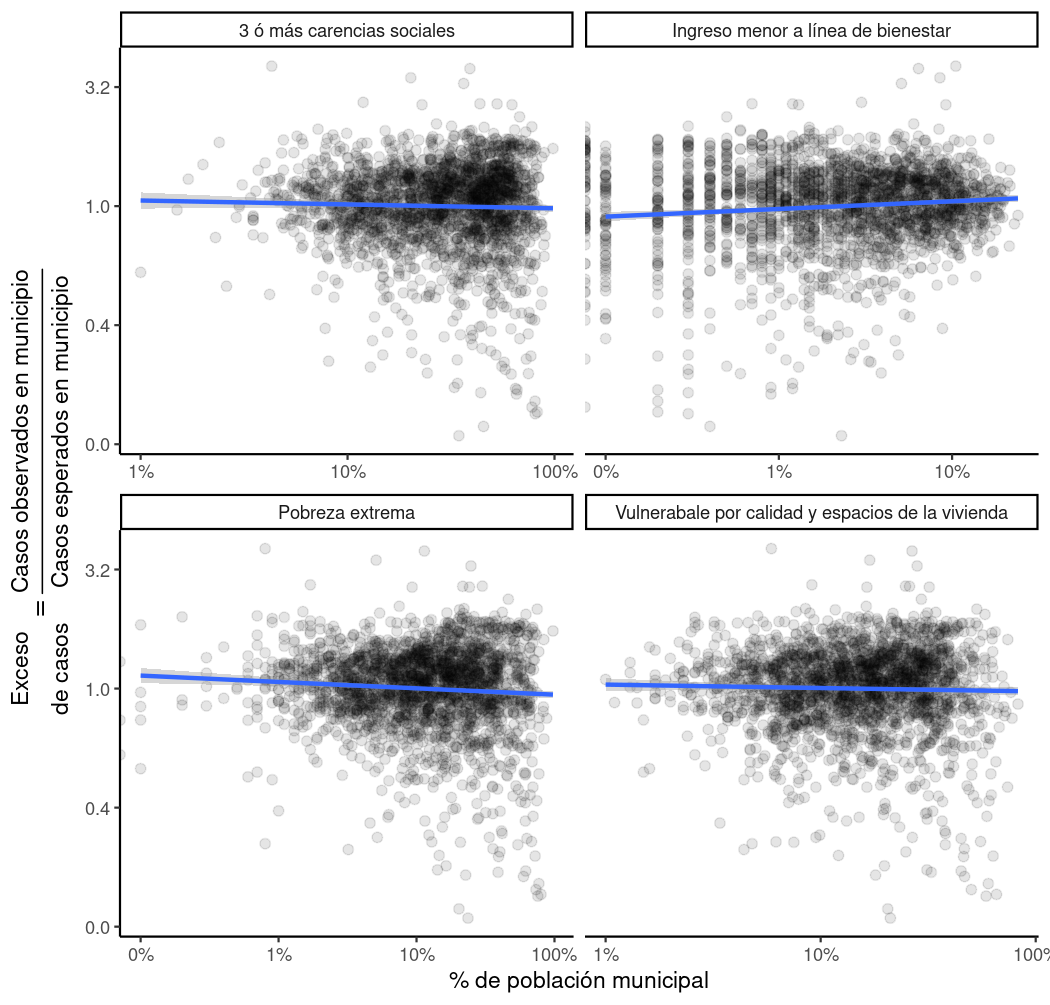 3 ó más carencias sociales
Ingreso menor a línea de bienestar
3.2
1.0
0.4
0.0
1%
10%
100%
0%
1%
10%
Pobreza extrema
Vulnerabale por calidad y espacios de la vivienda
3.2
1.0
0.4
0.0
0%
1%
10%
100%
1%
10%
100%
% de población municipal
Exceso
de casos
=
Casos observados en municipio
Casos esperados en municipio